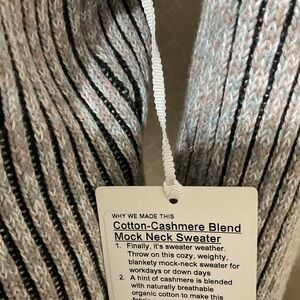 WHY WE MADE THIS
Cotton-Cashmere Blend
Mock Neck Sweater
1. Finally, it's sweater weather.
Throw on this cozy, weighty,
blankety mock-neck sweater for
workdays or down days
2. A hint of cashmere is blended
with naturally breathable
organic cotton to make this